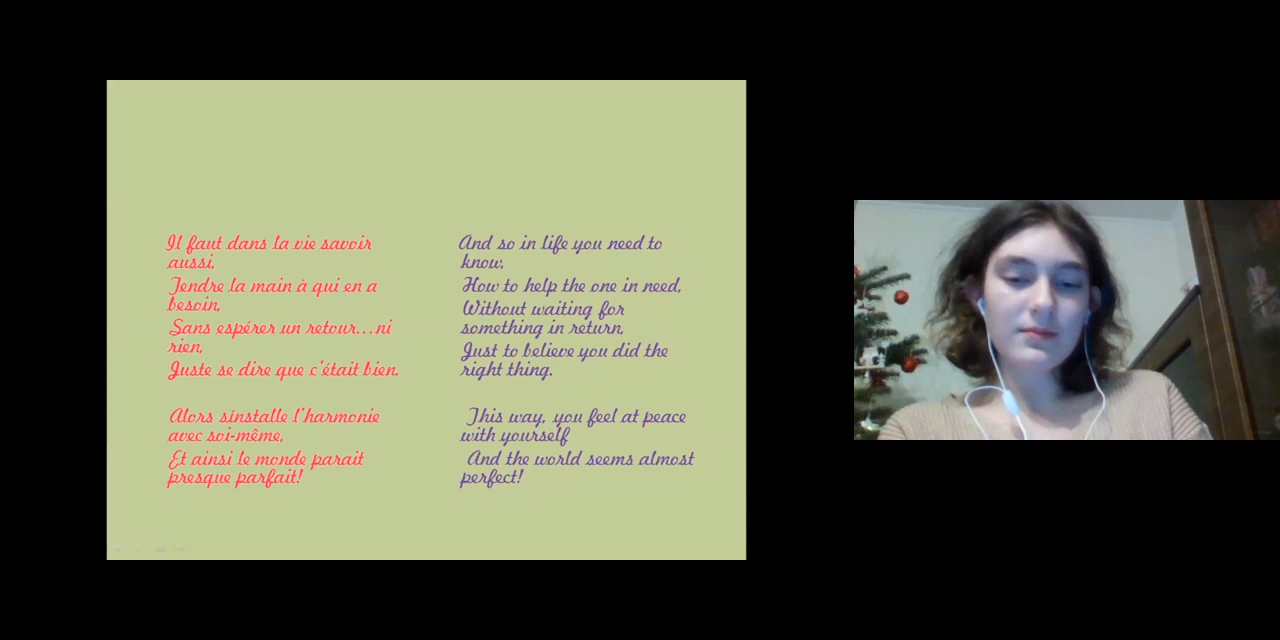 Il faut dans la vie savoir
aussi,
Tendre la main à qui en a
besoin,
Sans espérer un retour...ni
rien,
Juste se dire que c'était bien.
Alors sínstalle l'harmonie
avec soi-même,
Et ainsi le monde parait
presque parfait!
And so in life you need to
know,
How to help the one in need,
Without waiting for
something in return,
Just to believe you did the
right thing.
This way, you feel at peace
with yourself
And the world seems almost
perfect!